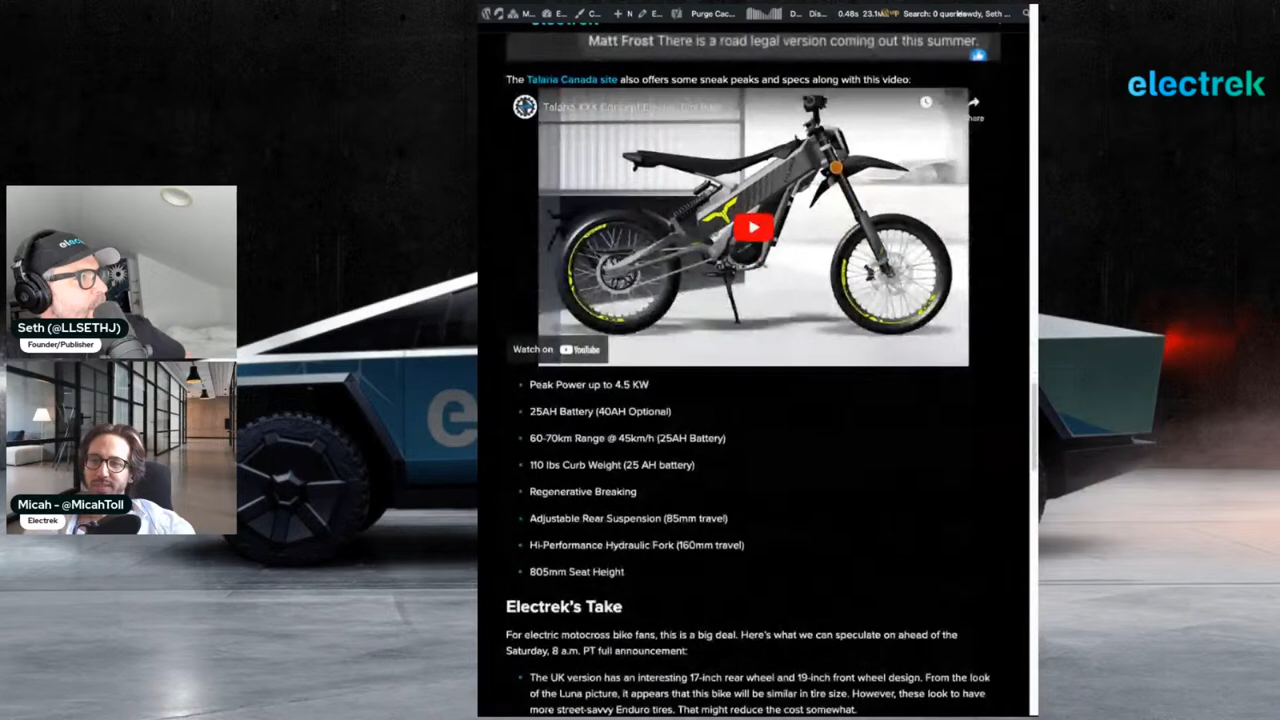 M... E... C... + N E... Purge Cac... D... Dis... 0.48s 23.1M Search: 0 queries Howdy, Seth ...
Matt Frost There is a road legal version coming out this summer.
electrek
The Talaria Canada site also offers some sneak peaks and specs along with this video:
Watch on YouTube
Seth (@LLSETHJ)
Founder/Publisher
Micah - @MicahToll
Electrek
Peak Power up to 4.5 KW
25AH Battery (40AH Optional)
60-70km Range @ 45km/h (25AH Battery)
110 lbs Curb Weight (25 AH battery)
Regenerative Breaking
Adjustable Rear Suspension (85mm travel)
Hi-Performance Hydraulic Fork (160mm travel)
805mm Seat Height
Electrek's Take
For electric motocross bike fans, this is a big deal. Here's what we can speculate on ahead of the
Saturday, 8 a.m. PT full announcement:
The UK version has an interesting 17-inch rear wheel and 19-inch front wheel design. From the look
of the Luna picture, it appears that this bike will be similar in tire size. However, these look to have
more street-savvy Enduro tires. That might reduce the cost somewhat.